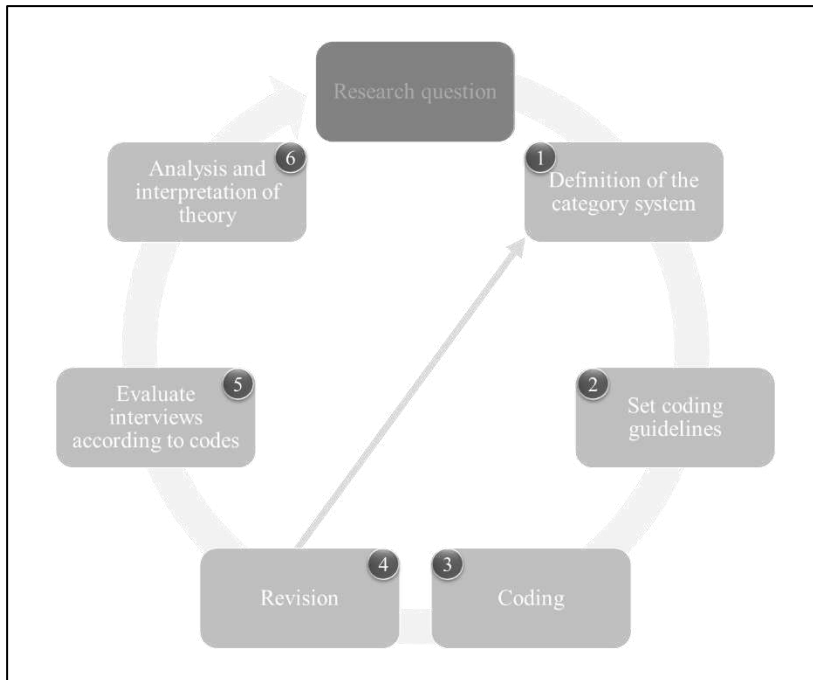 Research question
1
Definition of the
category system
2
Set coding
guidelines
3
Coding
4
Revision
5
Evaluate
interviews
according to codes
6
Analysis and
interpretation of
theory